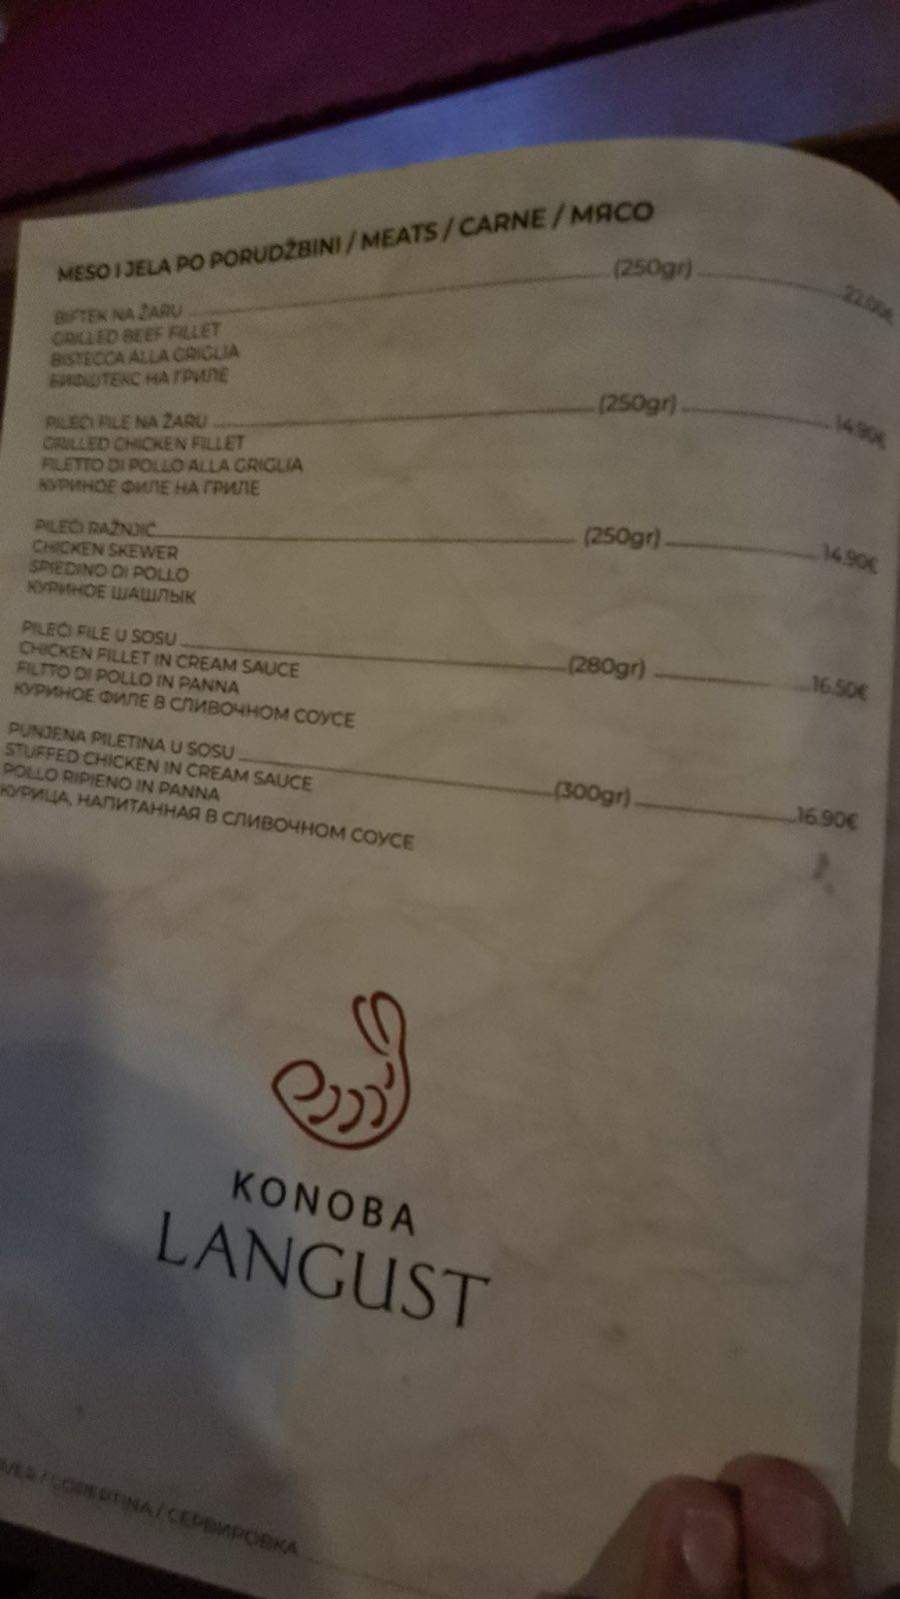 MESO I JELA PO PORUDŽBINI / MEATS / CARNE / МЯСО
BIFTEK NA ŽARU (250gr) 22.00€
GRILLED BEEF FILLET
BISTECCA ALLA GRIGLIA
БИФШТЕКС НА ГРИЛЕ
PILEĆI FILE NA ŽARU (250gr) 14.90€
GRILLED CHICKEN FILLET
FILETTO DI POLLO ALLA GRIGLIA
КУРИНОЕ ФИЛЕ НА ГРИЛЕ
PILEĆI RAŽNJIĆ (250gr) 14.90€
CHICKEN SKEWER
SPIEDINO DI POLLO
КУРИНОЕ ШАШЛЫК
PILEĆI FILE U SOSU (280gr) 16.50€
CHICKEN FILLET IN CREAM SAUCE
FILTTO DI POLLO IN PANNA
КУРИНОЕ ФИЛЕ В СЛИВОЧНОМ СОУСЕ
PUNJENA PILETINA U SOSU (300gr) 16.90€
STUFFED CHICKEN IN CREAM SAUCE
POLLO RIPIENO IN PANNA
КУРИЦА, НАПИТАННАЯ В СЛИВОЧНОМ СОУСЕ
KONOBA
LANGUST
/ COPERTINA / СЕРВИРОВКА